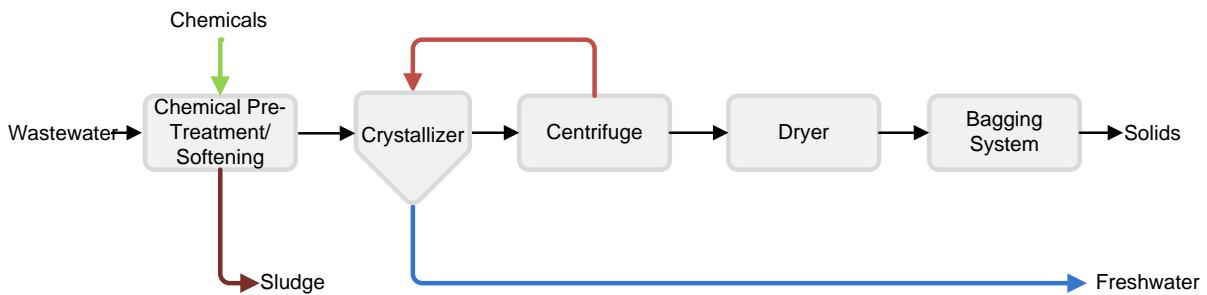 Chemicals
Wastewater
Chemical Pre-
Treatment/
Softening
Crystallizer
Centrifuge
Dryer
Bagging
System
Solids
Sludge
Freshwater